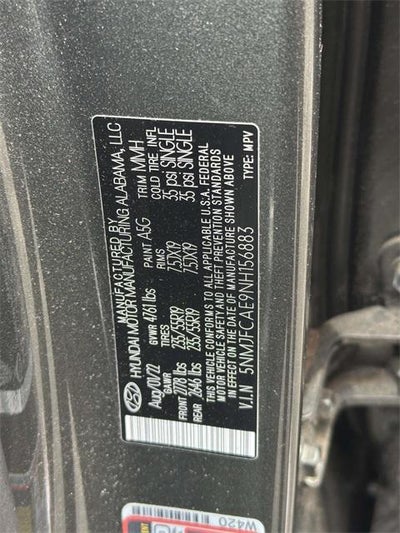 MANUFACTURED BY
HYUNDAI MOTOR MANUFACTURING ALABAMA, LLC
Aug/01/22 GVWR 4761 lbs PAINT A5G TRIM MMH
GAWR RIMS COLD TIRE INFL
FRONT 2778 lbs 235/55R19 7.5JX19 35 psi SINGLE
REAR 2646 lbs 235/55R19 7.5JX19 35 psi SINGLE
THIS VEHICLE CONFORMS TO ALL APPLICABLE U.S.A. FEDERAL
MOTOR VEHICLE SAFETY AND THEFT PREVENTION
STANDARDS IN EFFECT ON THE DATE OF MANUFACTURE SHOWN ABOVE
V.I.N 5NMJFCAE9NH156883 TYPE: MPV
W420